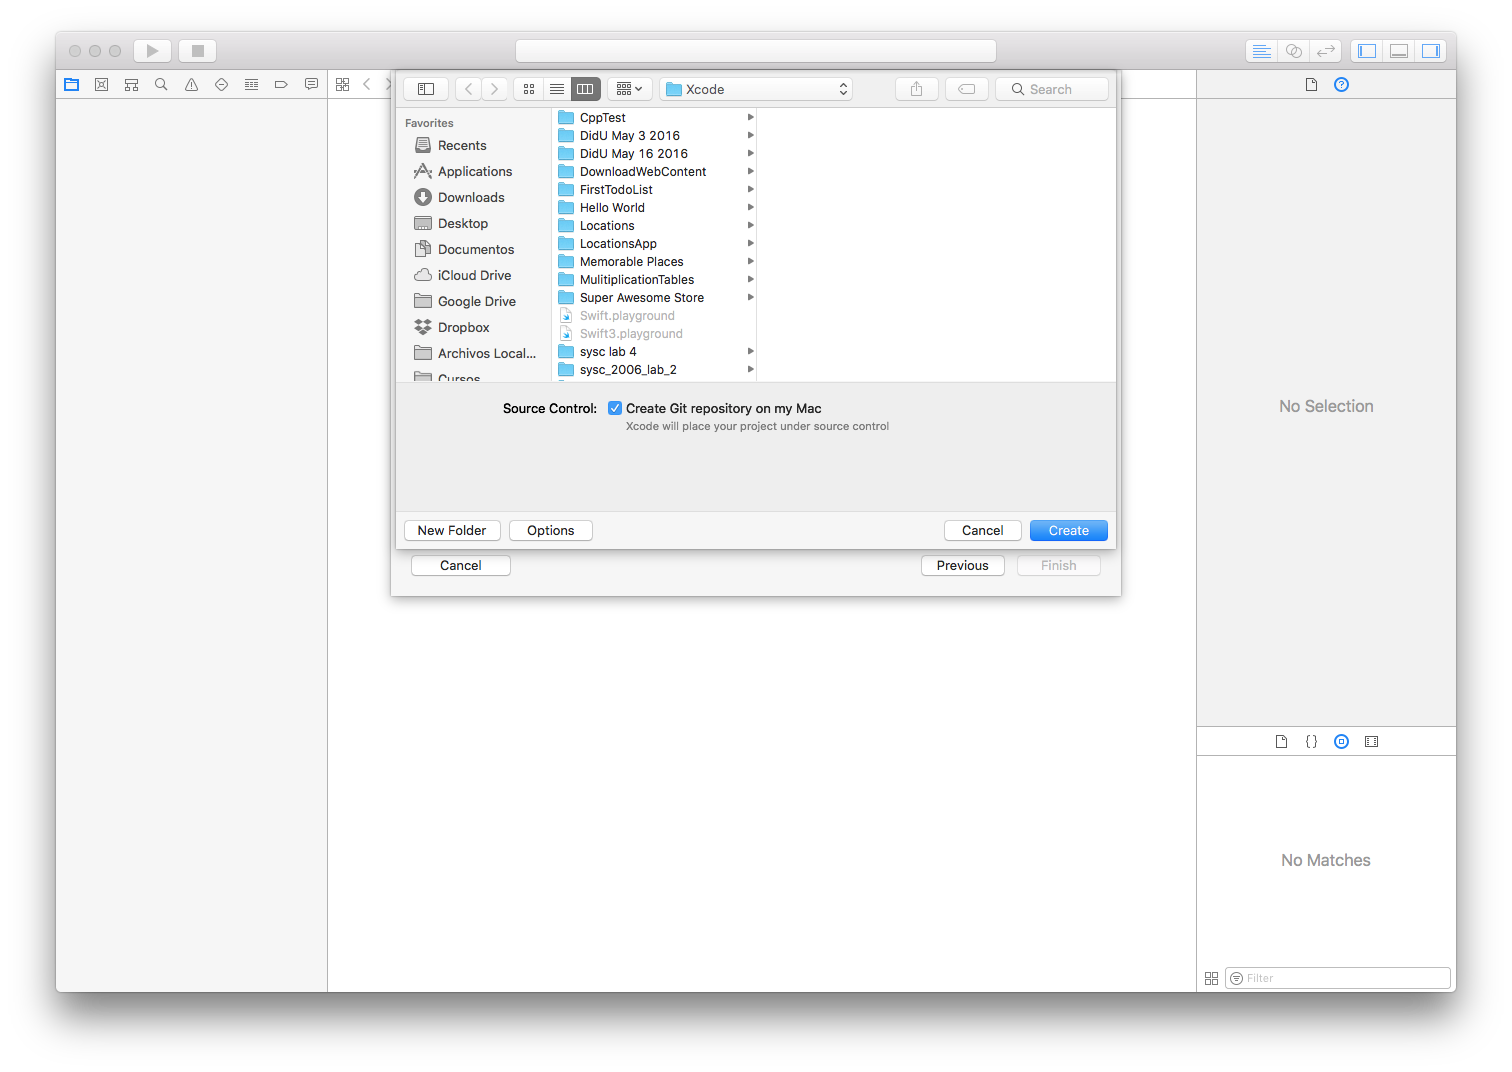 Xcode
Search
Favorites
Recents
Applications
Downloads
Desktop
Documentos
iCloud Drive
Google Drive
Dropbox
Archivos Local...
Cursos
CppTest
DidU May 3 2016
DidU May 16 2016
DownloadWebContent
FirstTodoList
Hello World
Locations
LocationsApp
Memorable Places
MulitiplicationTables
Super Awesome Store
Swift.playground
Swift3.playground
sysc lab 4
sysc_2006_lab_2
Source Control: Create Git repository on my Mac
Xcode will place your project under source control
New Folder Options Cancel Create
Cancel Previous Finish
No Selection
No Matches
Filter